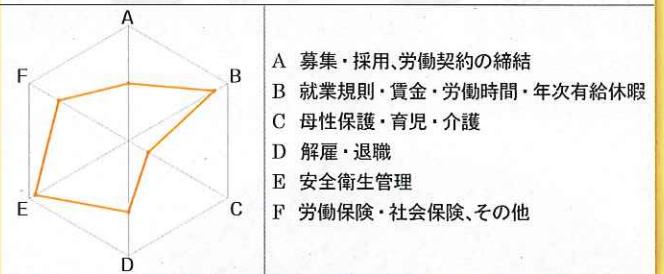 A
B
C
D
E
F
A 募集・採用、労働契約の締結
B 就業規則・賃金・労働時間・年次有給休暇
C 母性保護・育児・介護
D 解雇・退職
E 安全衛生管理
F 労働保険・社会保険、その他